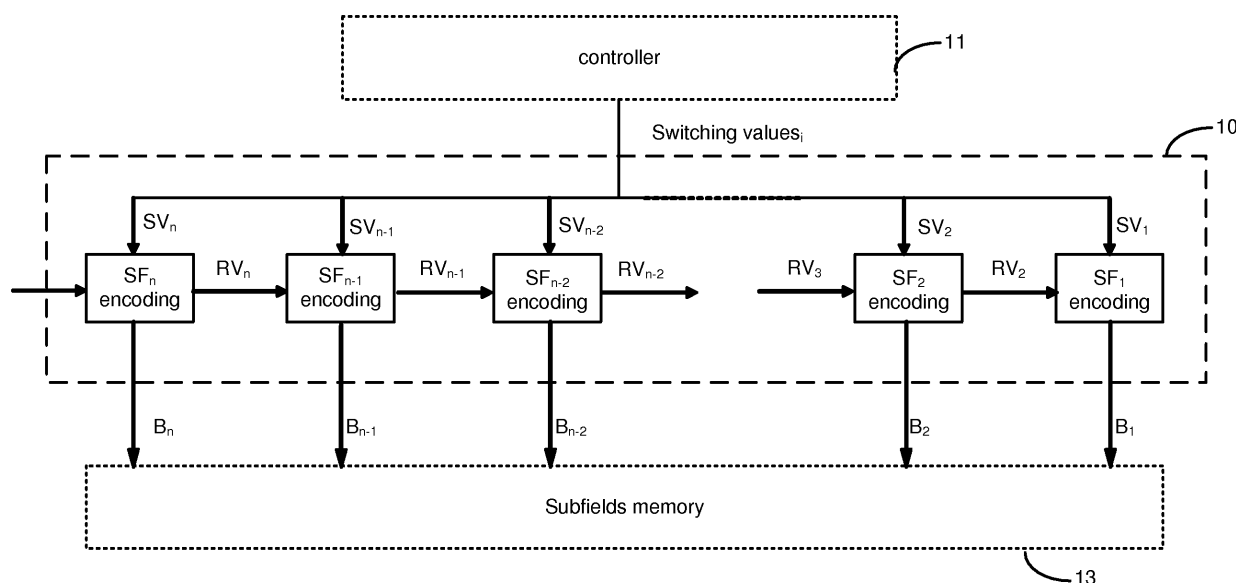 controller
11
Switching valuesᵢ
10
SVₙ
SVₙ₋₁
SVₙ₋₂
SV₂
SV₁
SFₙ
encoding
RVₙ
SFₙ₋₁
encoding
RVₙ₋₁
SFₙ₋₂
encoding
RVₙ₋₂
RV₃
SF₂
encoding
RV₂
SF₁
encoding
Bₙ
Bₙ₋₁
Bₙ₋₂
B₂
B₁
Subfields memory
13